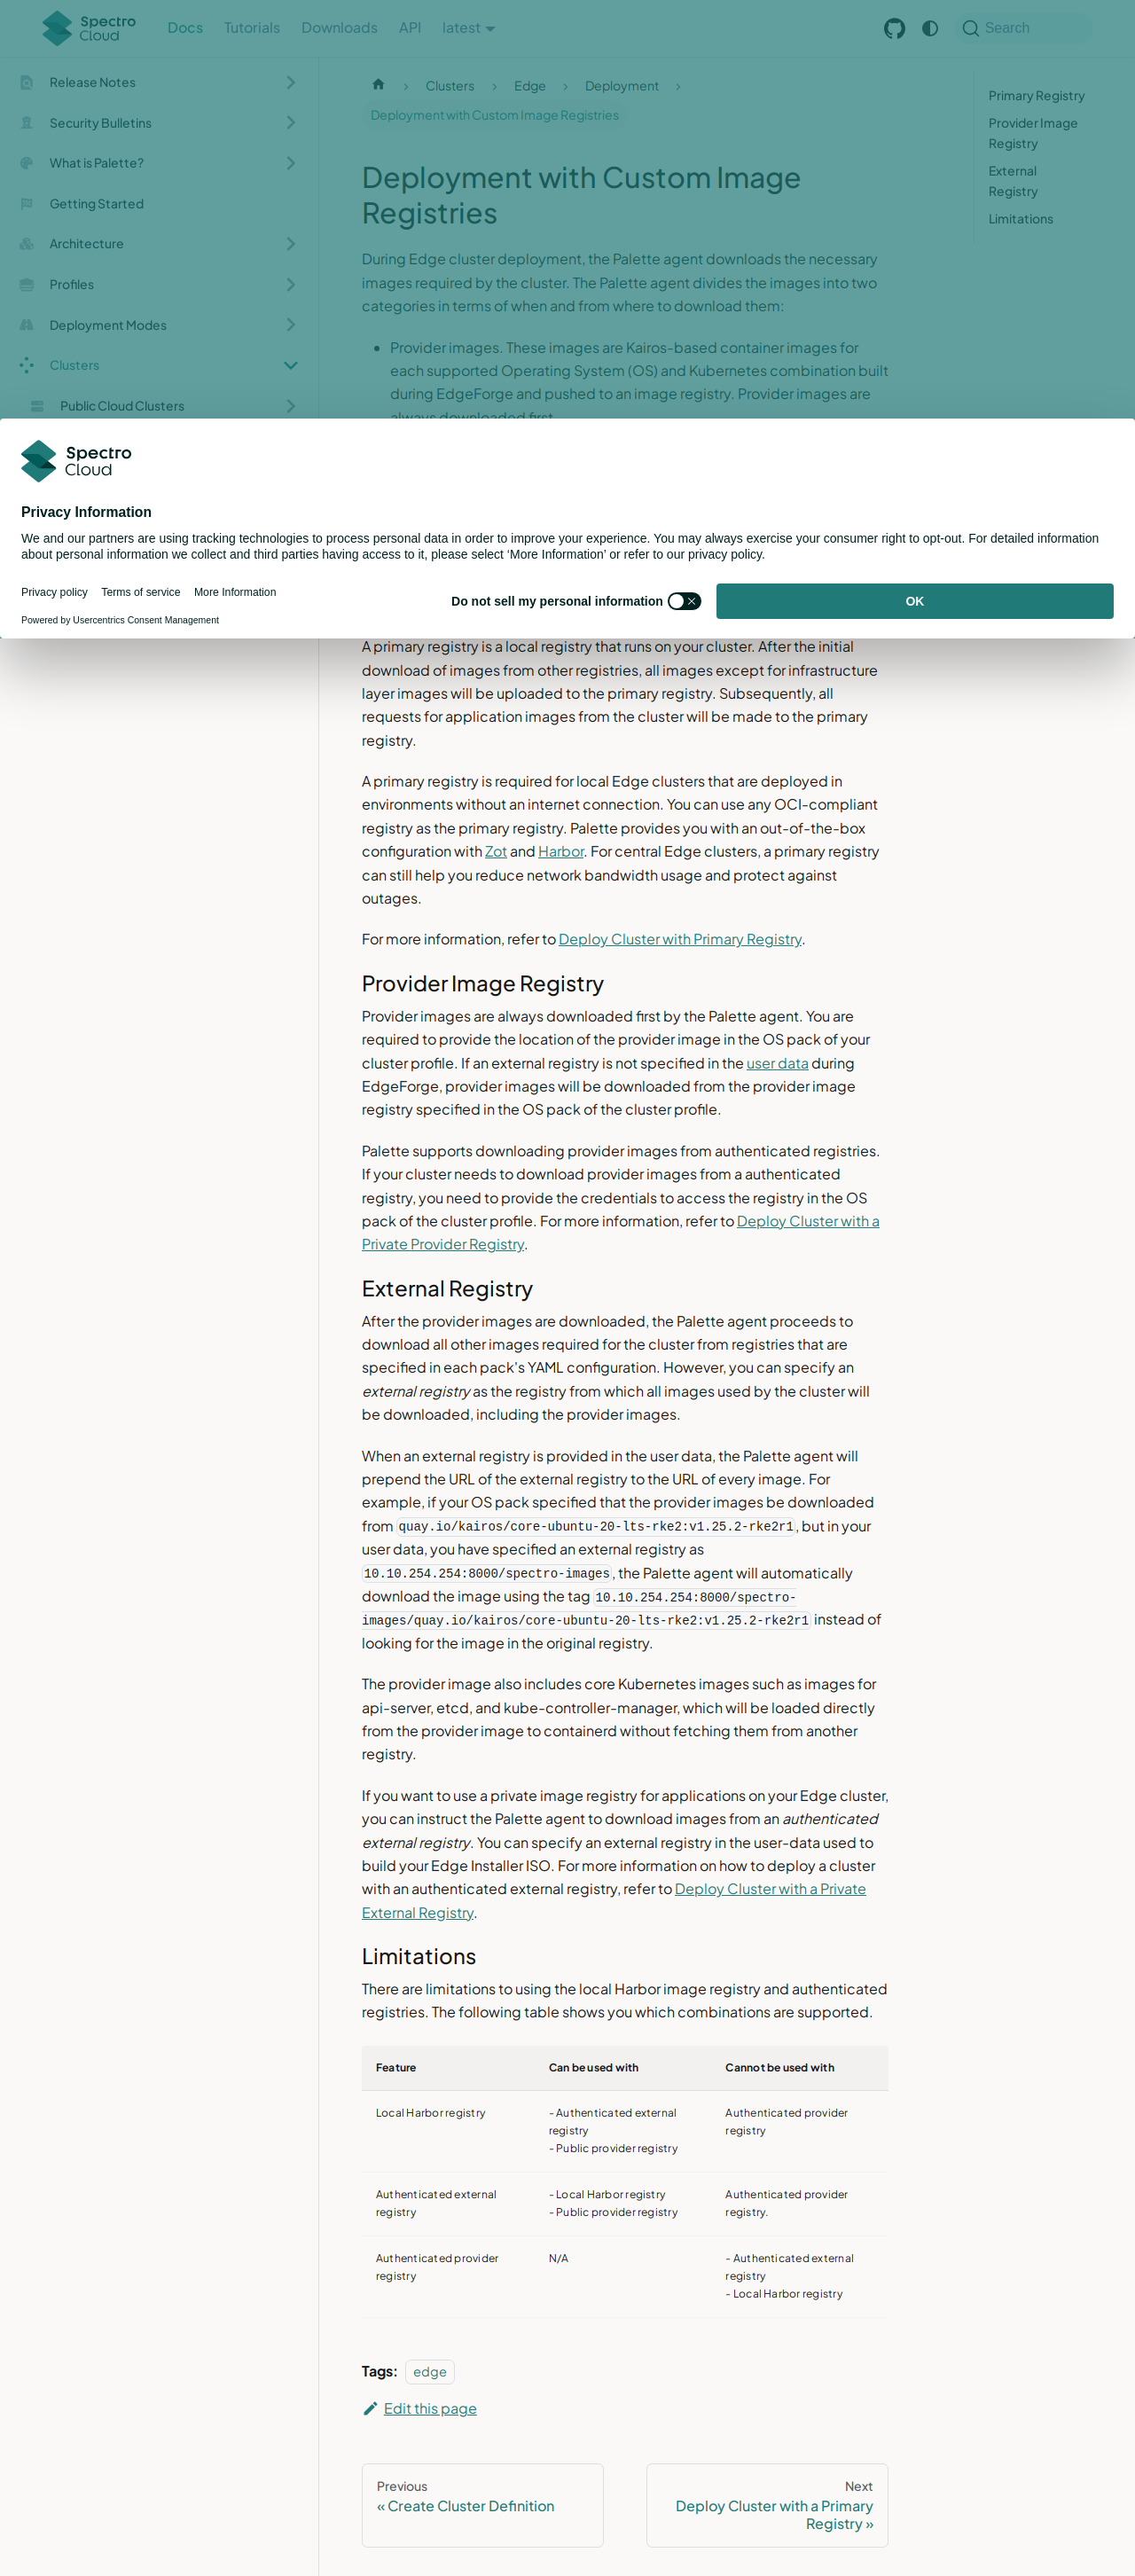 Spectro
Cloud
Docs
Tutorials
Downloads
API
latest
Search
Release Notes
Security Bulletins
What is Palette?
Getting Started
Architecture
Profiles
Deployment Modes
Clusters
Public Cloud Clusters
Clusters
Edge
Deployment
Deployment with Custom Image Registries
Deployment with Custom Image
Registries
During Edge cluster deployment, the Palette agent downloads the necessary
images required by the cluster. The Palette agent divides the images into two
categories in terms of when and from where to download them:
Provider images. These images are Kairos-based container images for
each supported Operating System (OS) and Kubernetes combination built
during EdgeForge and pushed to an image registry. Provider images are
always downloaded first.
Primary Registry
Provider Image
Registry
External
Registry
Limitations
Spectro
Cloud
Privacy Information
We and our partners are using tracking technologies to process personal data in order to improve your experience. You may always exercise your consumer right to opt-out. For detailed information
about personal information we collect and third parties having access to it, please select ‘More Information’ or refer to our privacy policy.
Privacy policy
Terms of service
More Information
Powered by Usercentrics Consent Management
Do not sell my personal information
OK
A primary registry is a local registry that runs on your cluster. After the initial
download of images from other registries, all images except for infrastructure
layer images will be uploaded to the primary registry. Subsequently, all
requests for application images from the cluster will be made to the primary
registry.
A primary registry is required for local Edge clusters that are deployed in
environments without an internet connection. You can use any OCI-compliant
registry as the primary registry. Palette provides you with an out-of-the-box
configuration with Zot and Harbor. For central Edge clusters, a primary registry
can still help you reduce network bandwidth usage and protect against
outages.
For more information, refer to Deploy Cluster with Primary Registry.
Provider Image Registry
Provider images are always downloaded first by the Palette agent. You are
required to provide the location of the provider image in the OS pack of your
cluster profile. If an external registry is not specified in the user data during
EdgeForge, provider images will be downloaded from the provider image
registry specified in the OS pack of the cluster profile.
Palette supports downloading provider images from authenticated registries.
If your cluster needs to download provider images from a authenticated
registry, you need to provide the credentials to access the registry in the OS
pack of the cluster profile. For more information, refer to Deploy Cluster with a
Private Provider Registry.
External Registry
After the provider images are downloaded, the Palette agent proceeds to
download all other images required for the cluster from registries that are
specified in each pack's YAML configuration. However, you can specify an
external registry as the registry from which all images used by the cluster will
be downloaded, including the provider images.
When an external registry is provided in the user data, the Palette agent will
prepend the URL of the external registry to the URL of every image. For
example, if your OS pack specified that the provider images be downloaded
from quay.io/kairos/core-ubuntu-20-lts-rke2:v1.25.2-rke2r1, but in your
user data, you have specified an external registry as
10.10.254.254:8000/spectro-images, the Palette agent will automatically
download the image using the tag 10.10.254.254:8000/spectro-
images/quay.io/kairos/core-ubuntu-20-lts-rke2:v1.25.2-rke2r1 instead of
looking for the image in the original registry.
The provider image also includes core Kubernetes images such as images for
api-server, etcd, and kube-controller-manager, which will be loaded directly
from the provider image to containerd without fetching them from another
registry.
If you want to use a private image registry for applications on your Edge cluster,
you can instruct the Palette agent to download images from an authenticated
external registry. You can specify an external registry in the user-data used to
build your Edge Installer ISO. For more information on how to deploy a cluster
with an authenticated external registry, refer to Deploy Cluster with a Private
External Registry.
Limitations
There are limitations to using the local Harbor image registry and authenticated
registries. The following table shows you which combinations are supported.
Feature
Can be used with
Cannot be used with
Local Harbor registry
- Authenticated external
registry
- Public provider registry
Authenticated provider
registry
Authenticated external
registry
- Local Harbor registry
- Public provider registry
Authenticated provider
registry.
Authenticated provider
registry
N/A
- Authenticated external
registry
- Local Harbor registry
Tags:
edge
Edit this page
Previous
« Create Cluster Definition
Next
Deploy Cluster with a Primary
Registry »